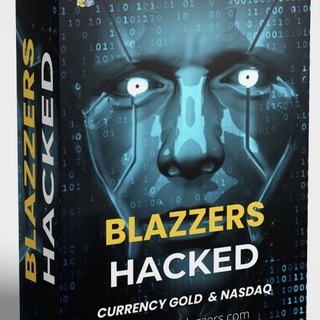 BLAZZERS
HACKED
BLAZZERS
HACKED
CURRENCY GOLD & NASDAQ